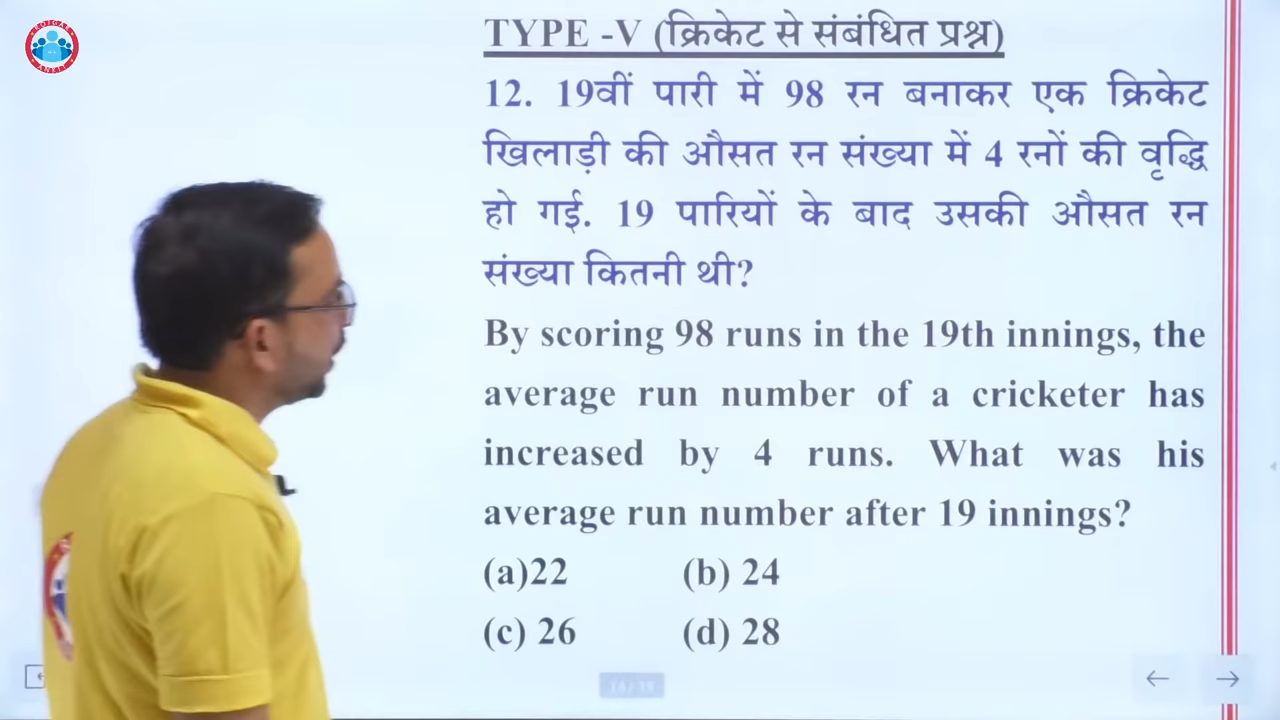 ROJGAR
ANKIT
TYPE -V (क्रिकेट से संबंधित प्रश्न)
12. 19वीं पारी में 98 रन बनाकर एक क्रिकेट
खिलाड़ी की औसत रन संख्या में 4 रनों की वृद्धि
हो गई. 19 पारियों के बाद उसकी औसत रन
संख्या कितनी थी?
By scoring 98 runs in the 19th innings, the
average run number of a cricketer has
increased by 4 runs. What was his
average run number after 19 innings?
(a)22 (b) 24
(c) 26 (d) 28